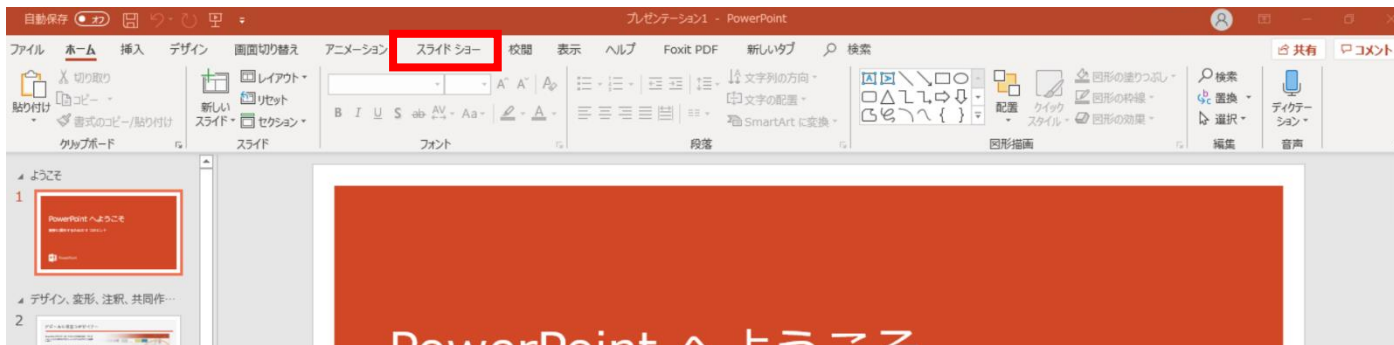 自動保存 オフ プレゼンテーション1 - PowerPoint
ファイル ホーム 挿入 デザイン 画面切り替え アニメーション スライド ショー 校閲 表示 ヘルプ Foxit PDF 新しいタブ 検索 共有 コメント
貼り付け
切り取り
コピー
書式のコピー/貼り付け
クリップボード
新しい
スライド
レイアウト
リセット
セクション
スライド
B I U S ab AV Aa A
フォント
文字列の方向
文字の配置
SmartArt に変換
段落
配置
クイック
スタイル
図形の塗りつぶし
図形の枠線
図形の効果
図形描画
検索
置換
選択
編集
ディクテー
ション
音声
ようこそ
1
PowerPoint へようこそ
PowerPoint
デザイン、変形、注釈、共同作…
2
PowerPoint へようこそ